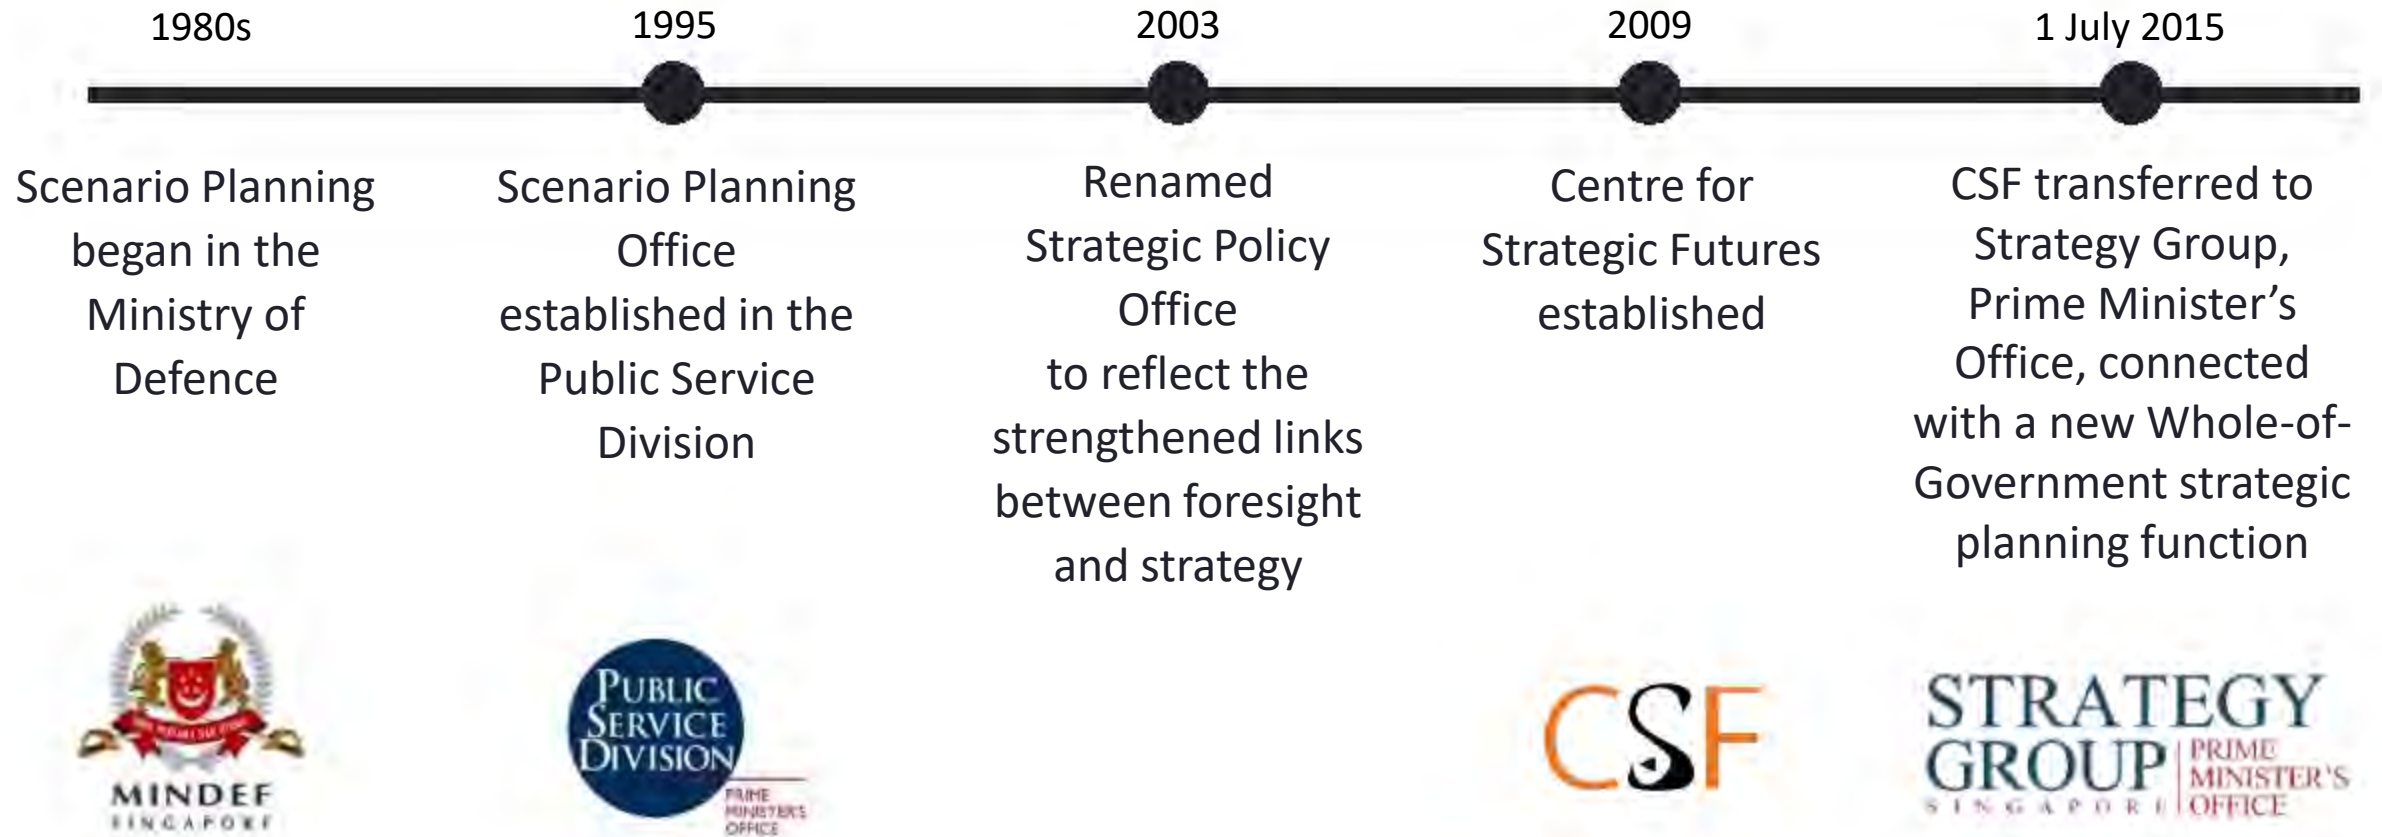 1980s
Scenario Planning
began in the
Ministry of
Defence
MINDEF
SINGAPORE
1995
Scenario Planning
Office
established in the
Public Service
Division
PUBLIC
SERVICE
DIVISION
PRIME
MINISTER'S
OFFICE
2003
Renamed
Strategic Policy
Office
to reflect the
strengthened links
between foresight
and strategy
2009
Centre for
Strategic Futures
established
CSF
1 July 2015
CSF transferred to
Strategy Group,
Prime Minister’s
Office, connected
with a new Whole-of-
Government strategic
planning function
STRATEGY
GROUP
SINGAPORE
PRIME
MINISTER'S
OFFICE